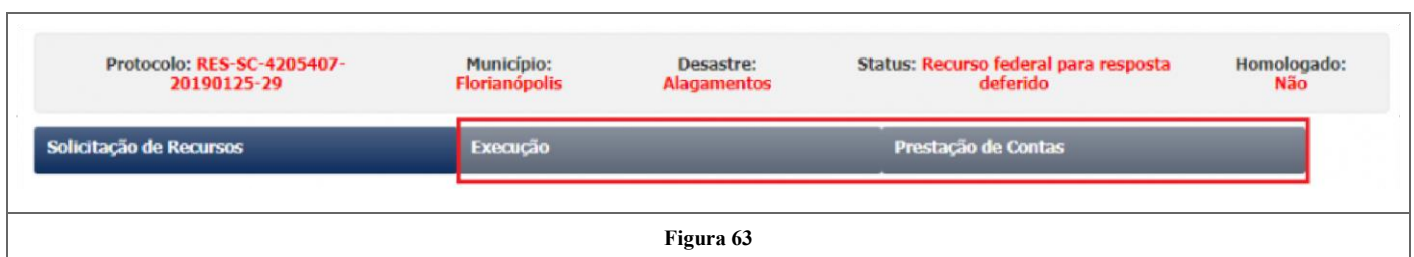 Protocolo: RES-SC-4205407-
20190125-29
Município:
Florianópolis
Desastre:
Alagamentos
Status: Recurso federal para resposta
deferido
Homologado:
Não
Solicitação de Recursos
Execução
Prestação de Contas
Figura 63